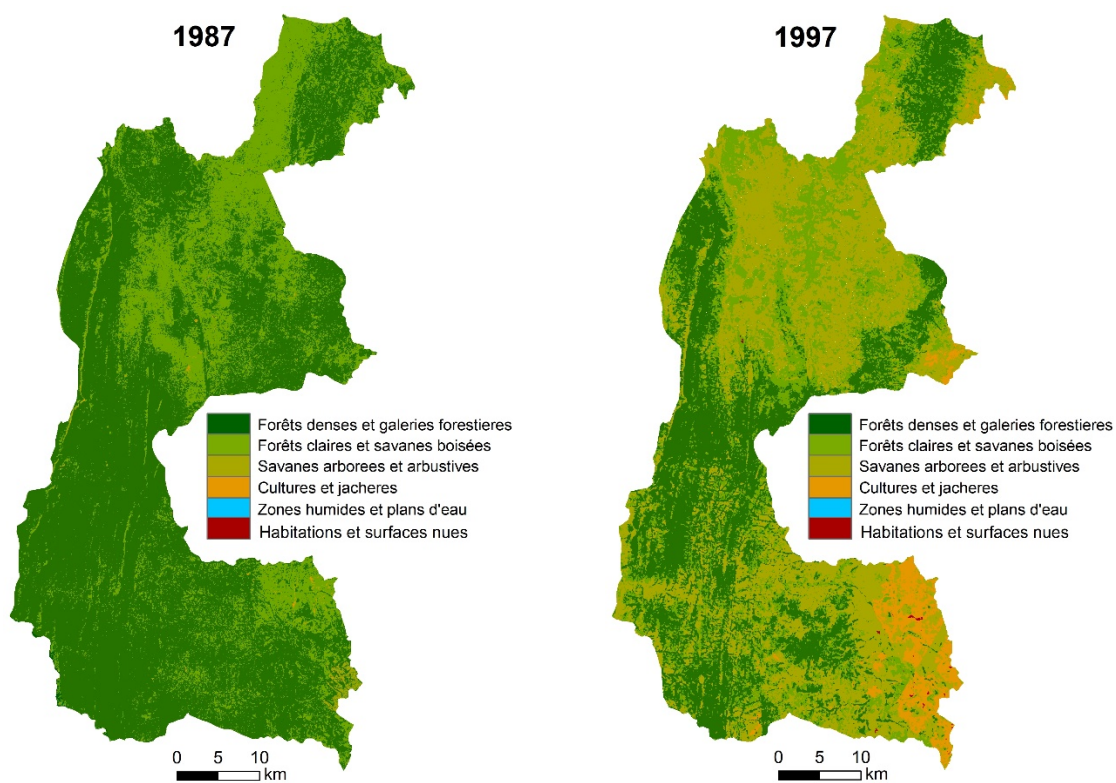 1987
Forêts denses et galeries forestières
Forêts claires et savanes boisées
Savanes arborees et arbustives
Cultures et jacheres
Zones humides et plans d'eau
Habitations et surfaces nues
0 5 10
km
1997
Forêts denses et galeries forestières
Forêts claires et savanes boisées
Savanes arborees et arbustives
Cultures et jacheres
Zones humides et plans d'eau
Habitations et surfaces nues
0 5 10
km